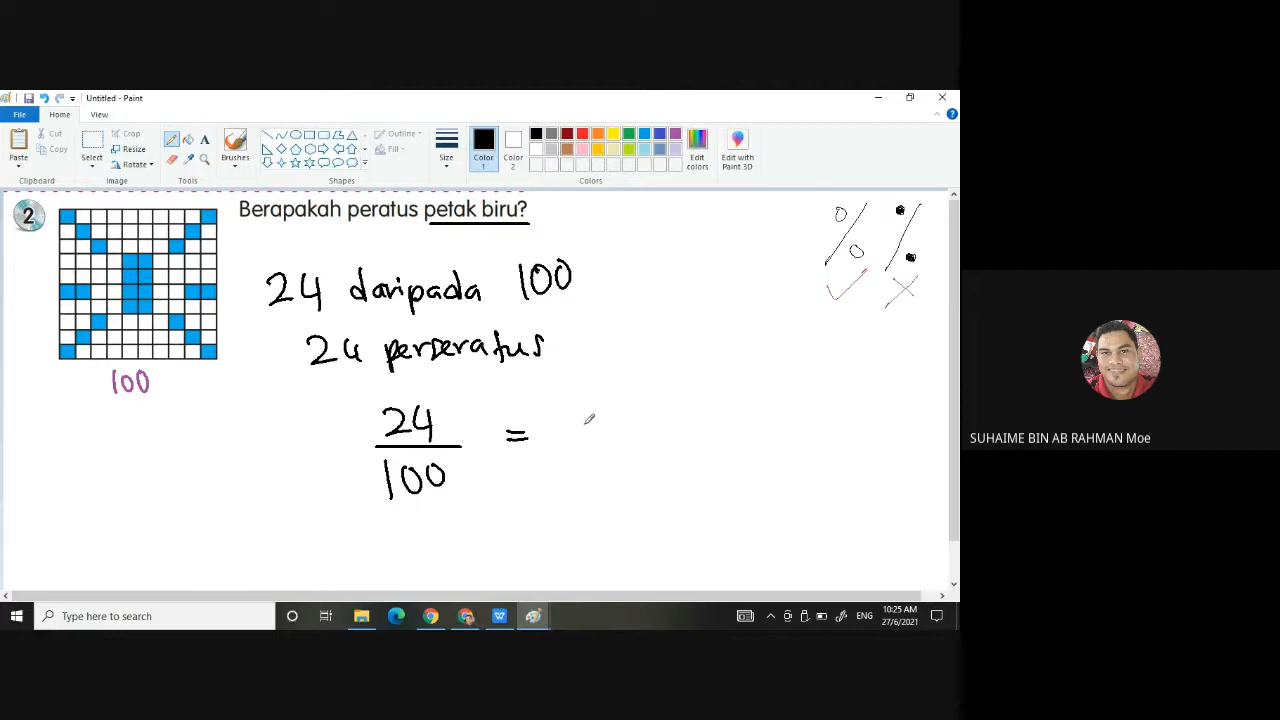 Untitled - Paint
File Home View
Paste
Cut
Copy
Clipboard
Select
Crop
Resize
Rotate
Image
Tools
Brushes
Shapes
Outline
Fill
Size
Color 1
Color 2
Colors
Edit colors
Edit with Paint 3D
2
Berapakah peratus petak biru?
24 daripada 100
24 perseratus
100
24
=
100
SUHAIME BIN AB RAHMAN Moe
Type here to search
ENG
10:25 AM
27/6/2021